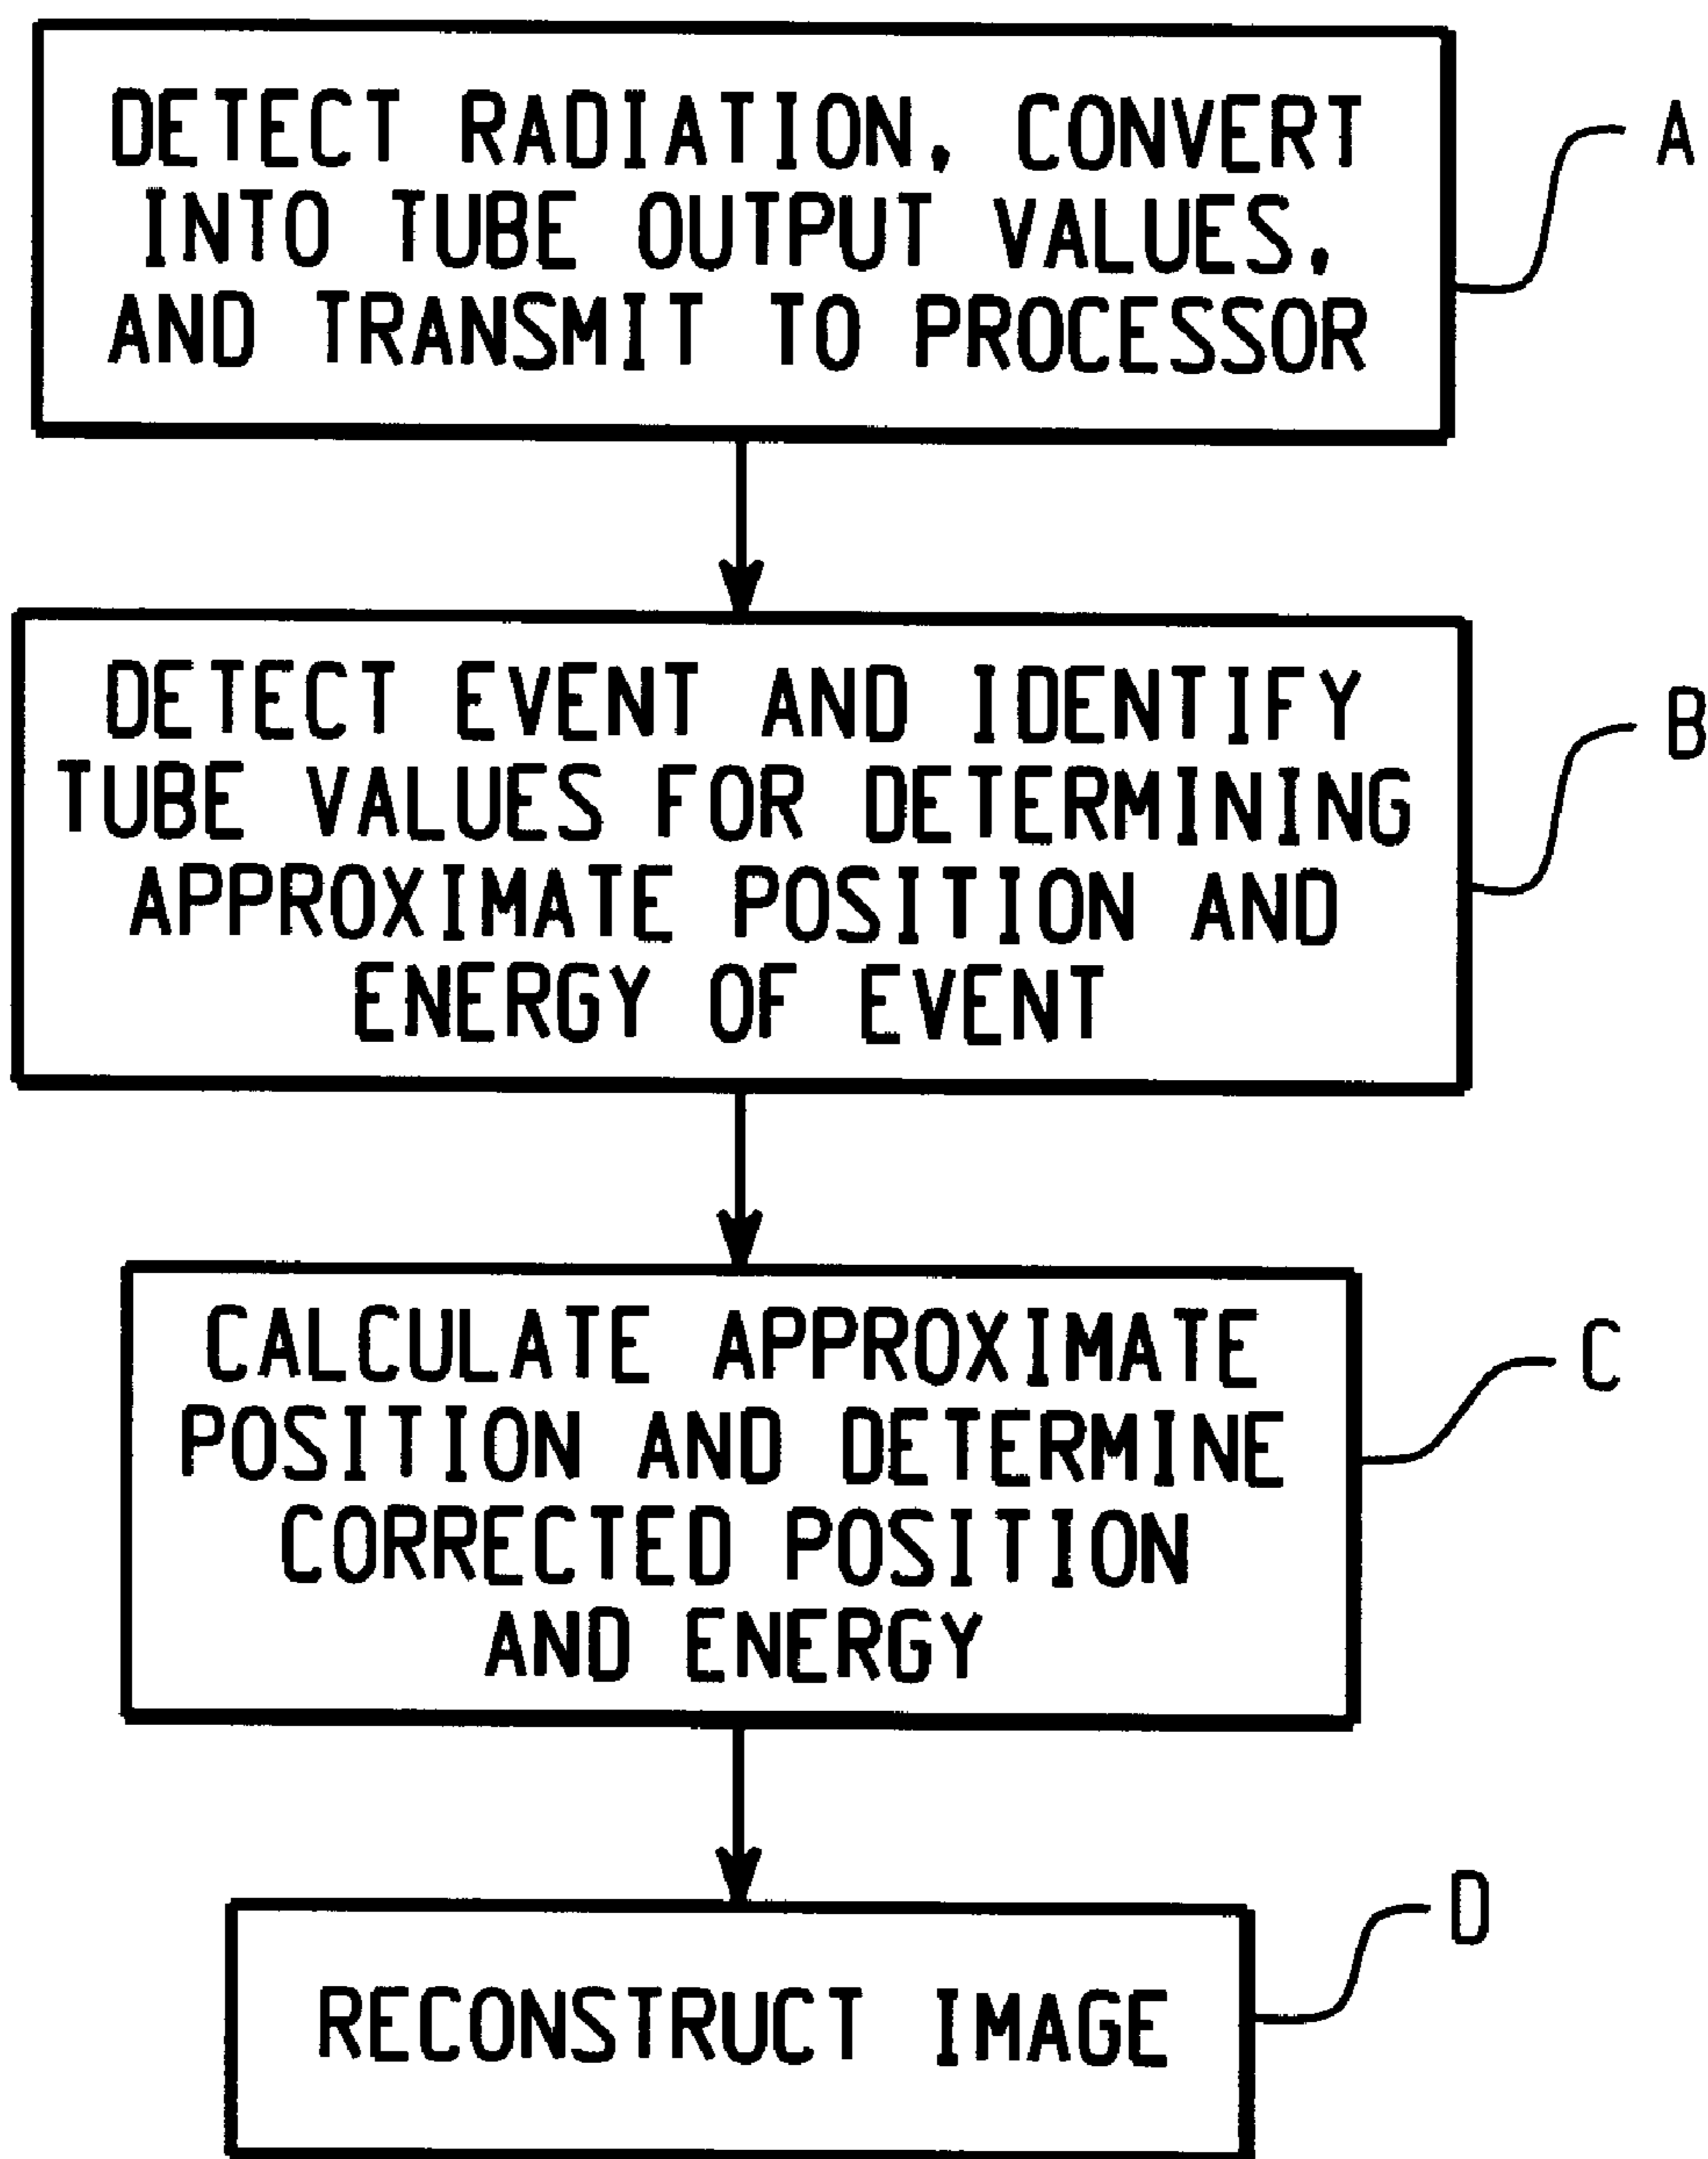 DETECT RADIATION, CONVERT
INTO TUBE OUTPUT VALUES,
AND TRANSMIT TO PROCESSOR
A
DETECT EVENT AND IDENTIFY
TUBE VALUES FOR DETERMINING
APPROXIMATE POSITION AND
ENERGY OF EVENT
B
CALCULATE APPROXIMATE
POSITION AND DETERMINE
CORRECTED POSITION
AND ENERGY
C
RECONSTRUCT IMAGE
D